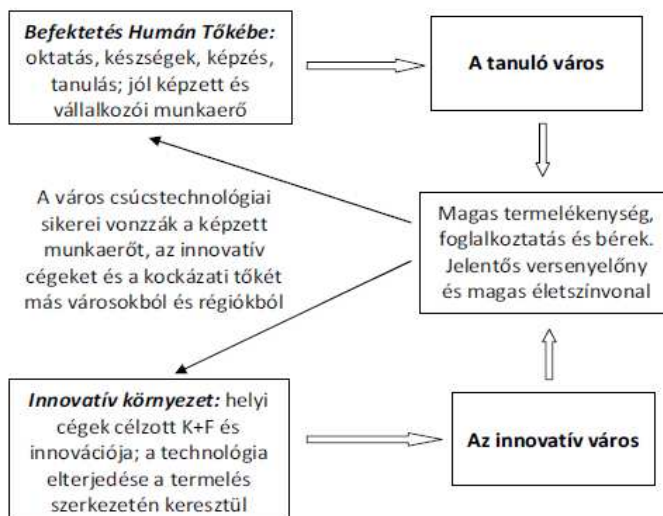 Befektetés Humán Tőkébe:
oktatás, készségek, képzés,
tanulás; jól képzett és
vállalkozói munkaerő
A tanuló város
A város csúcstechnológiai
sikerei vonzzák a képzett
munkaerőt, az innovatív
cégeket és a kockázati tőkét
más városokból és régiókból
Magas termelékenység,
foglalkoztatás és bérek.
Jelentős versenyelőny
és magas életszínvonal
Innovatív környezet: helyi
cégek célzott K+F és
innovációja; a technológia
elterjedése a termelés
szerkezetén keresztül
Az innovatív város